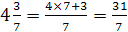 4 3/7 = (4×7+3)/7 = 31/7